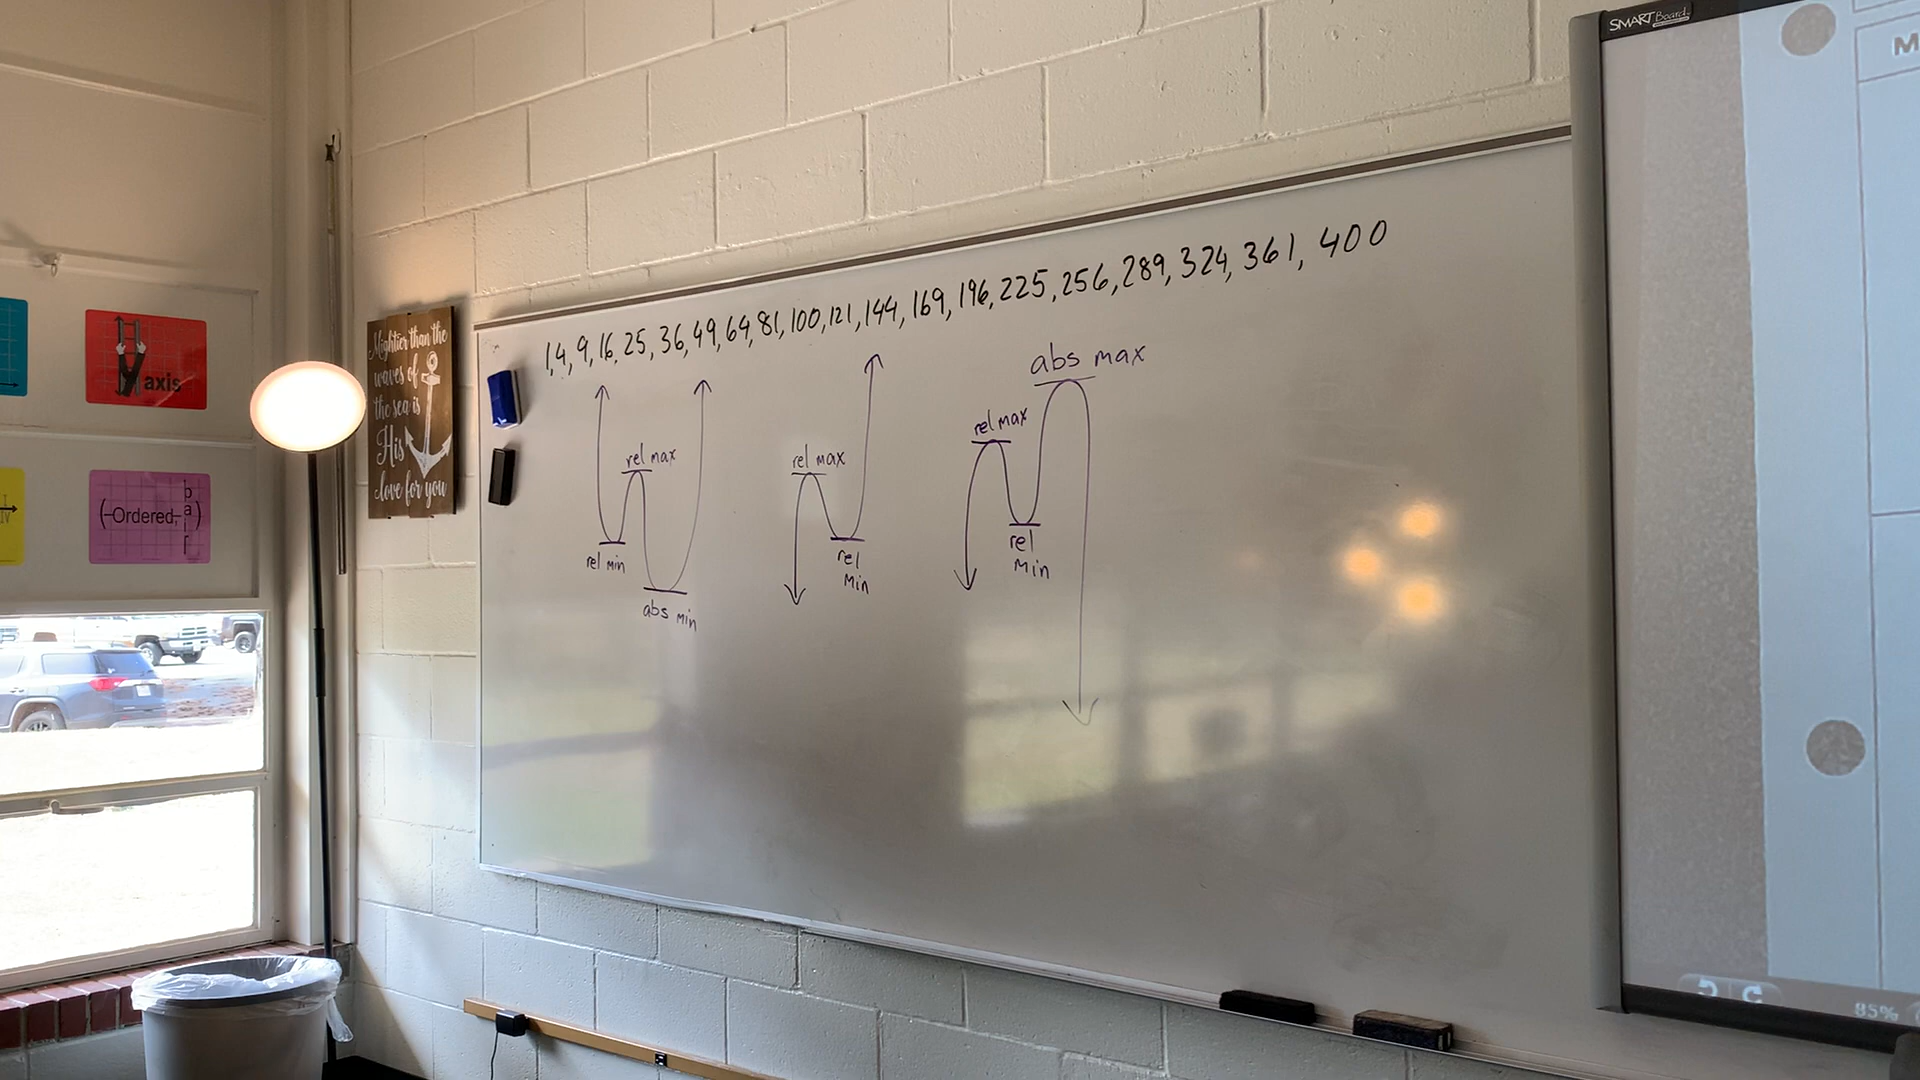 SMART Board
M
1, 4, 9, 16, 25, 36, 49, 64, 81, 100, 121, 144, 169, 196, 225, 256, 289, 324, 361, 400
Mightier than the
waves of
the sea is
His
love for you
y axis
(Ordered, pair)
IV
rel max
rel min
abs min
rel max
rel
min
abs max
rel max
rel
min
85%